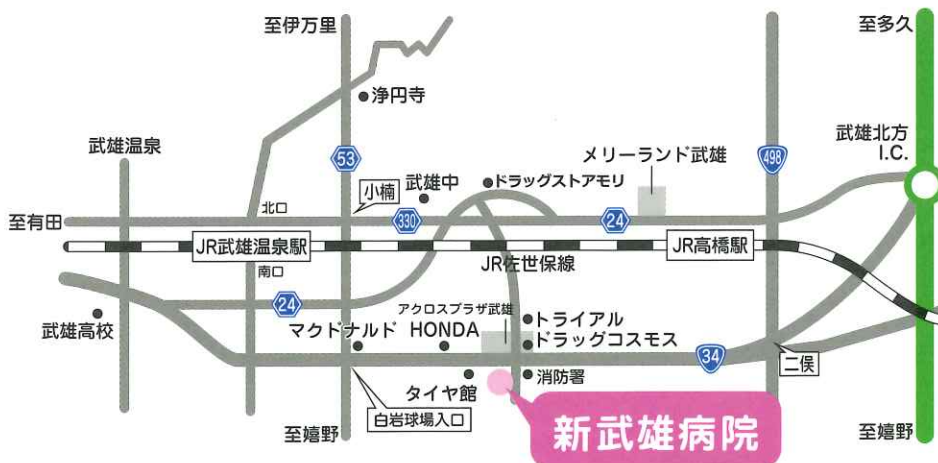 至伊万里
至多久
浄円寺
武雄温泉
53
メリーランド武雄
498
武雄北方
I.C.
小楠
武雄中
ドラッグストアモリ
至有田
北口
330
24
JR武雄温泉駅
JR高橋駅
JR佐世保線
南口
24
アクロスプラザ武雄
武雄高校
マクドナルド
HONDA
トライアル
ドラッグコスモス
34
二俣
タイヤ館
消防署
白岩球場入口
新武雄病院
至嬉野
至嬉野